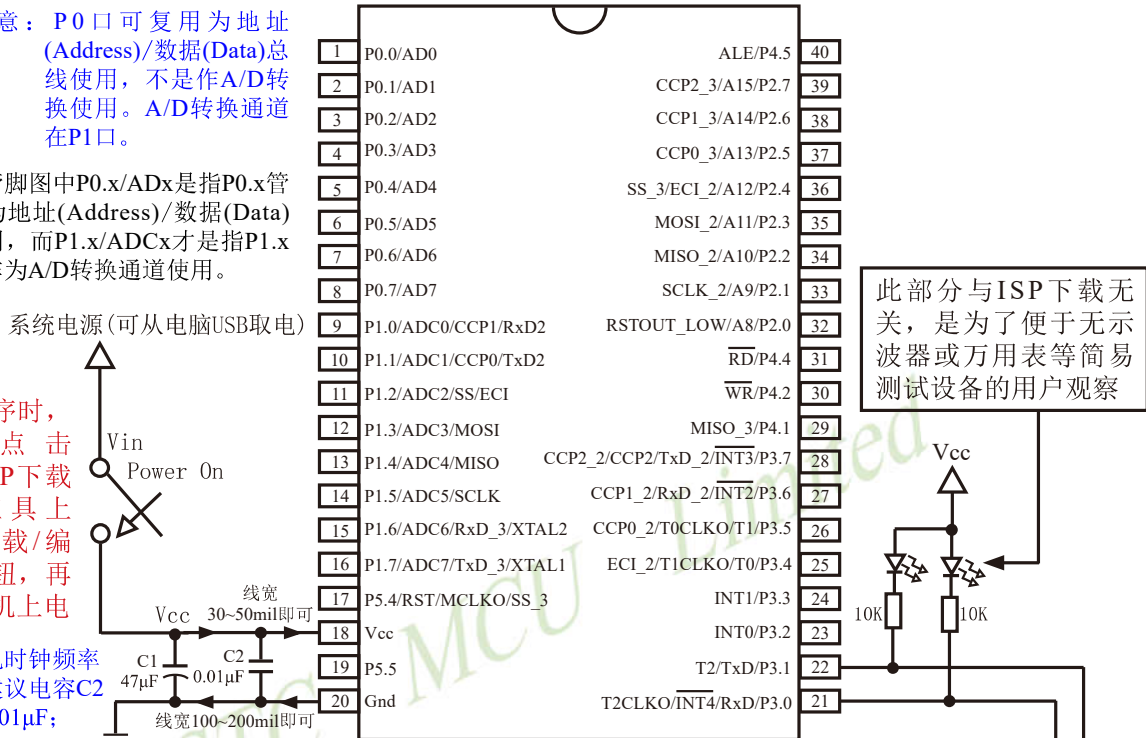 意：P0口可复用为地址
(Address)/数据(Data)总
线使用，不是作A/D转
换使用。A/D转换通道
在P1口。
脚图中P0.x/ADx是指P0.x管
地址(Address)/数据(Data)
，而P1.x/ADCx才是指P1.x
为A/D转换通道使用。
系统电源(可从电脑USB取电)
序时，
点 击
P下载
具 上
载/编
钮，再
机上电
时钟频率
议电容C2
01μF；
Vin
Power On
Vcc
线宽
30~50mil即可
C1
47μF
C2
0.01μF
线宽100~200mil即可
1 P0.0/AD0
2 P0.1/AD1
3 P0.2/AD2
4 P0.3/AD3
5 P0.4/AD4
6 P0.5/AD5
7 P0.6/AD6
8 P0.7/AD7
9 P1.0/ADC0/CCP1/RxD2
10 P1.1/ADC1/CCP0/TxD2
11 P1.2/ADC2/SS/ECI
12 P1.3/ADC3/MOSI
13 P1.4/ADC4/MISO
14 P1.5/ADC5/SCLK
15 P1.6/ADC6/RxD_3/XTAL2
16 P1.7/ADC7/TxD_3/XTAL1
17 P5.4/RST/MCLKO/SS_3
18 Vcc
19 P5.5
20 Gnd
ALE/P4.5 40
CCP2_3/A15/P2.7 39
CCP1_3/A14/P2.6 38
CCP0_3/A13/P2.5 37
SS_3/ECI_2/A12/P2.4 36
MOSI_2/A11/P2.3 35
MISO_2/A10/P2.2 34
SCLK_2/A9/P2.1 33
RSTOUT_LOW/A8/P2.0 32
RD/P4.4 31
WR/P4.2 30
MISO_3/P4.1 29
CCP2_2/CCP2/TxD_2/INT3/P3.7 28
CCP1_2/RxD_2/INT2/P3.6 27
CCP0_2/T0CLKO/T1/P3.5 26
ECI_2/T1CLKO/T0/P3.4 25
INT1/P3.3 24
INT0/P3.2 23
T2/TxD/P3.1 22
T2CLKO/INT4/RxD/P3.0 21
此部分与ISP下载无
关，是为了便于无示
波器或万用表等简易
测试设备的用户观察
Vcc
10K
10K
MCU Limited